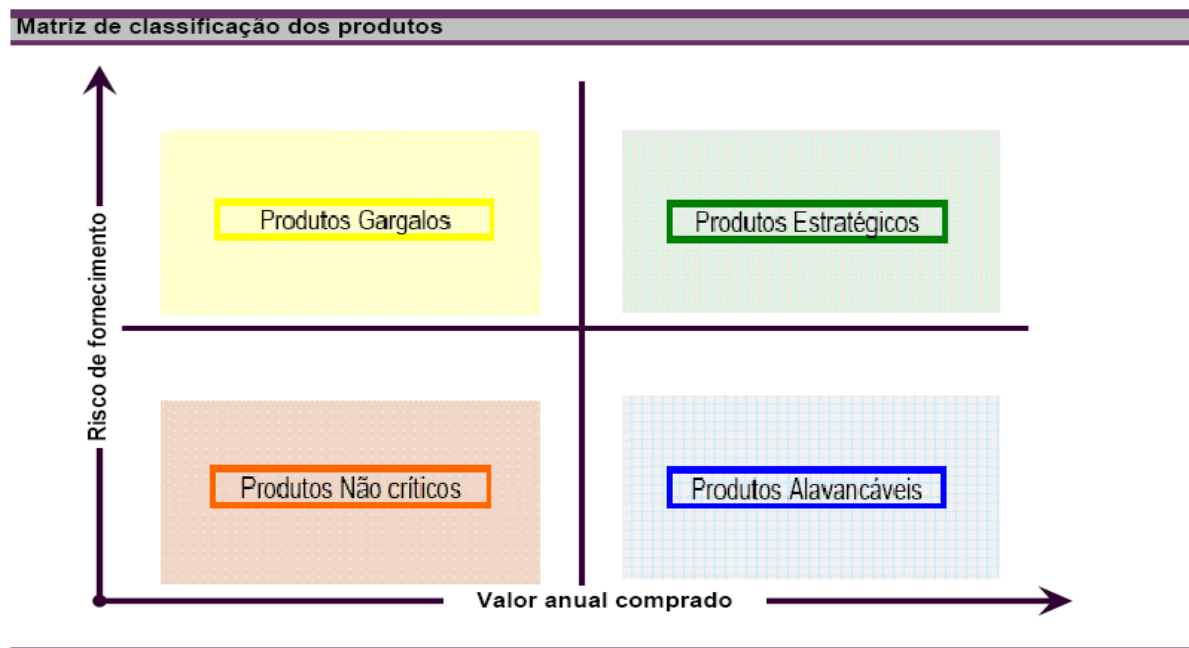 Matriz de classificação dos produtos
Risco de fornecimento
Produtos Gargalos
Produtos Estratégicos
Produtos Não críticos
Produtos Alavancáveis
Valor anual comprado